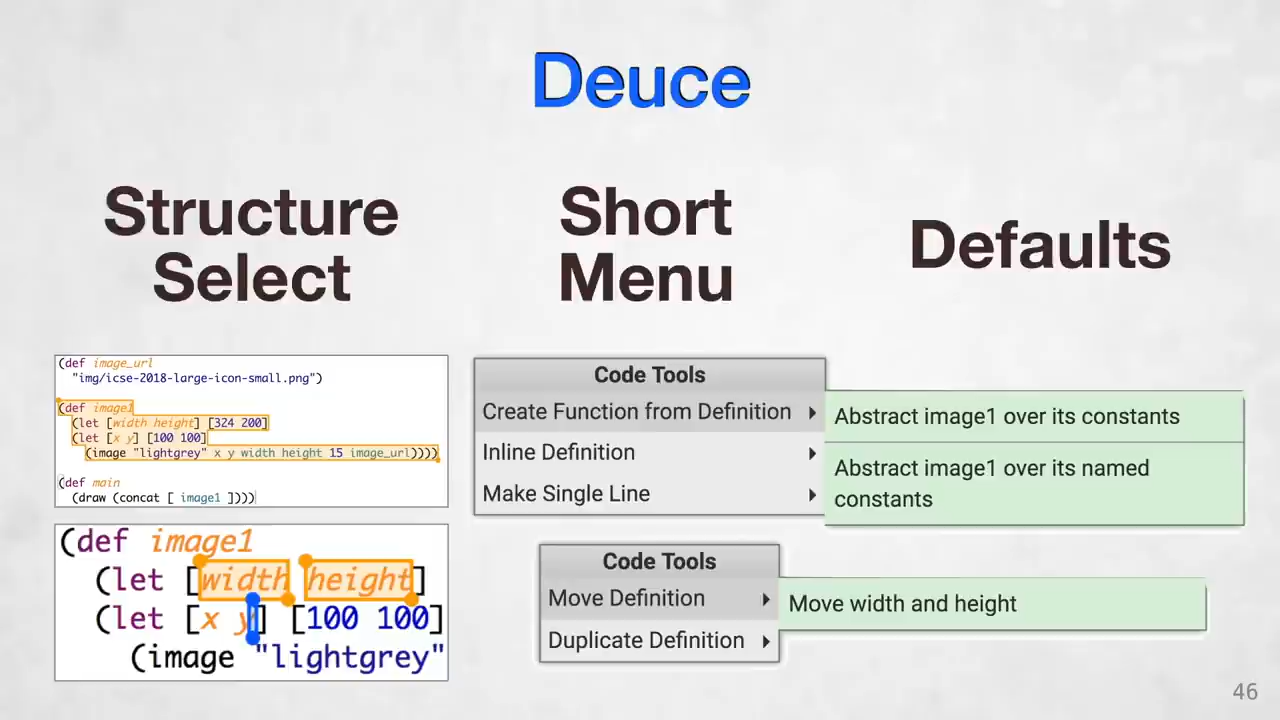 Deuce
Structure
Select
Short
Menu
Defaults
(def image_url
"img/icse-2018-large-icon-small.png")
(def image1
(let [width height] [324 200]
(let [x y] [100 100]
(image "lightgrey" x y width height 15 image_url))))
(def main
(draw (concat [ image1 ])))
(def image1
(let [width height]
(let [x y] [100 100]
(image "lightgrey"
Code Tools
Create Function from Definition
Inline Definition
Make Single Line
Abstract image1 over its constants
Abstract image1 over its named
constants
Code Tools
Move Definition
Duplicate Definition
Move width and height
46